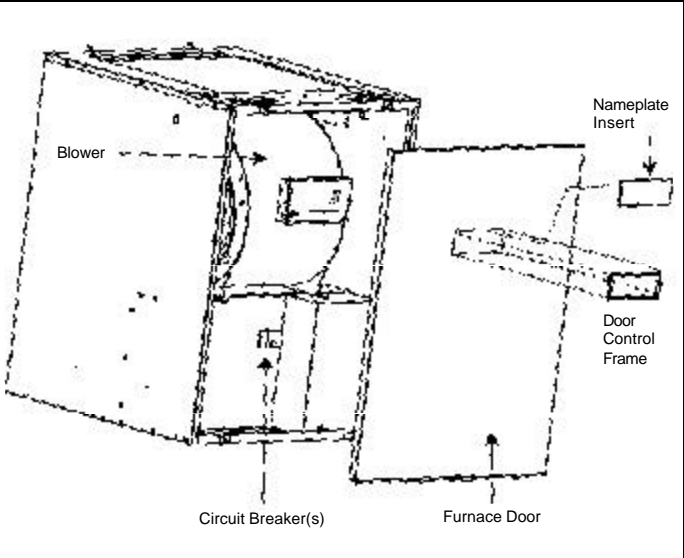 Nameplate
Insert
Blower
Door
Control
Frame
Circuit Breaker(s)
Furnace Door